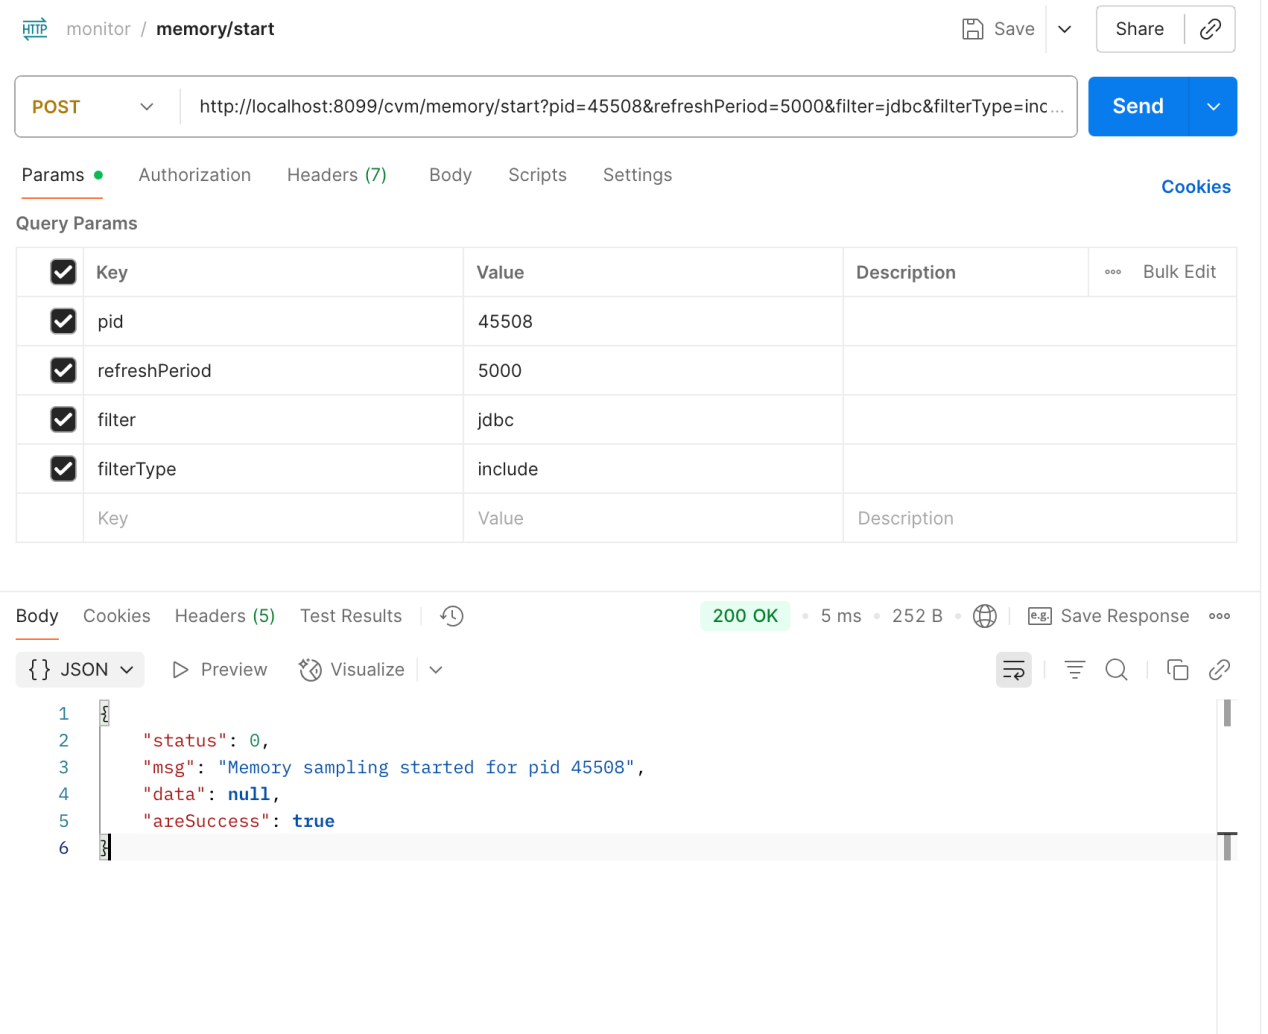 HTTP monitor / memory/start Save Share
POST http://localhost:8099/cvm/memory/start?pid=45508&refreshPeriod=5000&filter=jdbc&filterType=inc... Send
Params Authorization Headers (7) Body Scripts Settings Cookies
Query Params
Key Value Description Bulk Edit
pid 45508
refreshPeriod 5000
filter jdbc
filterType include
Key Value Description
Body Cookies Headers (5) Test Results 200 OK 5 ms 252 B e.g. Save Response
{} JSON Preview Visualize
1 {
2 "status": 0,
3 "msg": "Memory sampling started for pid 45508",
4 "data": null,
5 "areSuccess": true
6 }